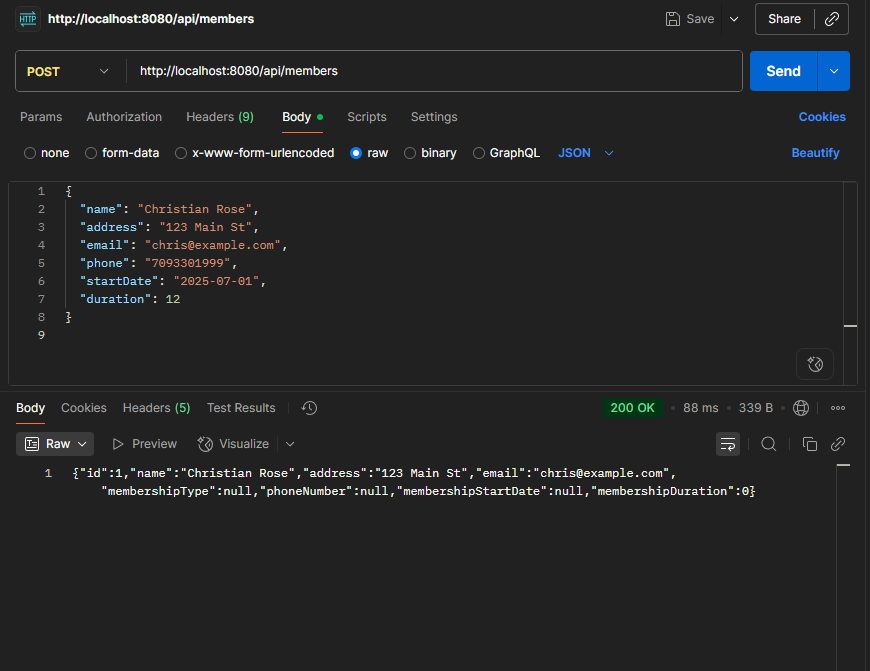 HTTP http://localhost:8080/api/members Save Share
POST http://localhost:8080/api/members Send
Params Authorization Headers (9) Body Scripts Settings Cookies
none form-data x-www-form-urlencoded raw binary GraphQL JSON Beautify
1 {
2 "name": "Christian Rose",
3 "address": "123 Main St",
4 "email": "chris@example.com",
5 "phone": "7093301999",
6 "startDate": "2025-07-01",
7 "duration": 12
8 }
9
Body Cookies Headers (5) Test Results 200 OK 88 ms 339 B
Raw Preview Visualize
1 {"id":1,"name":"Christian Rose","address":"123 Main St","email":"chris@example.com",
"membershipType":null,"phoneNumber":null,"membershipStartDate":null,"membershipDuration":0}